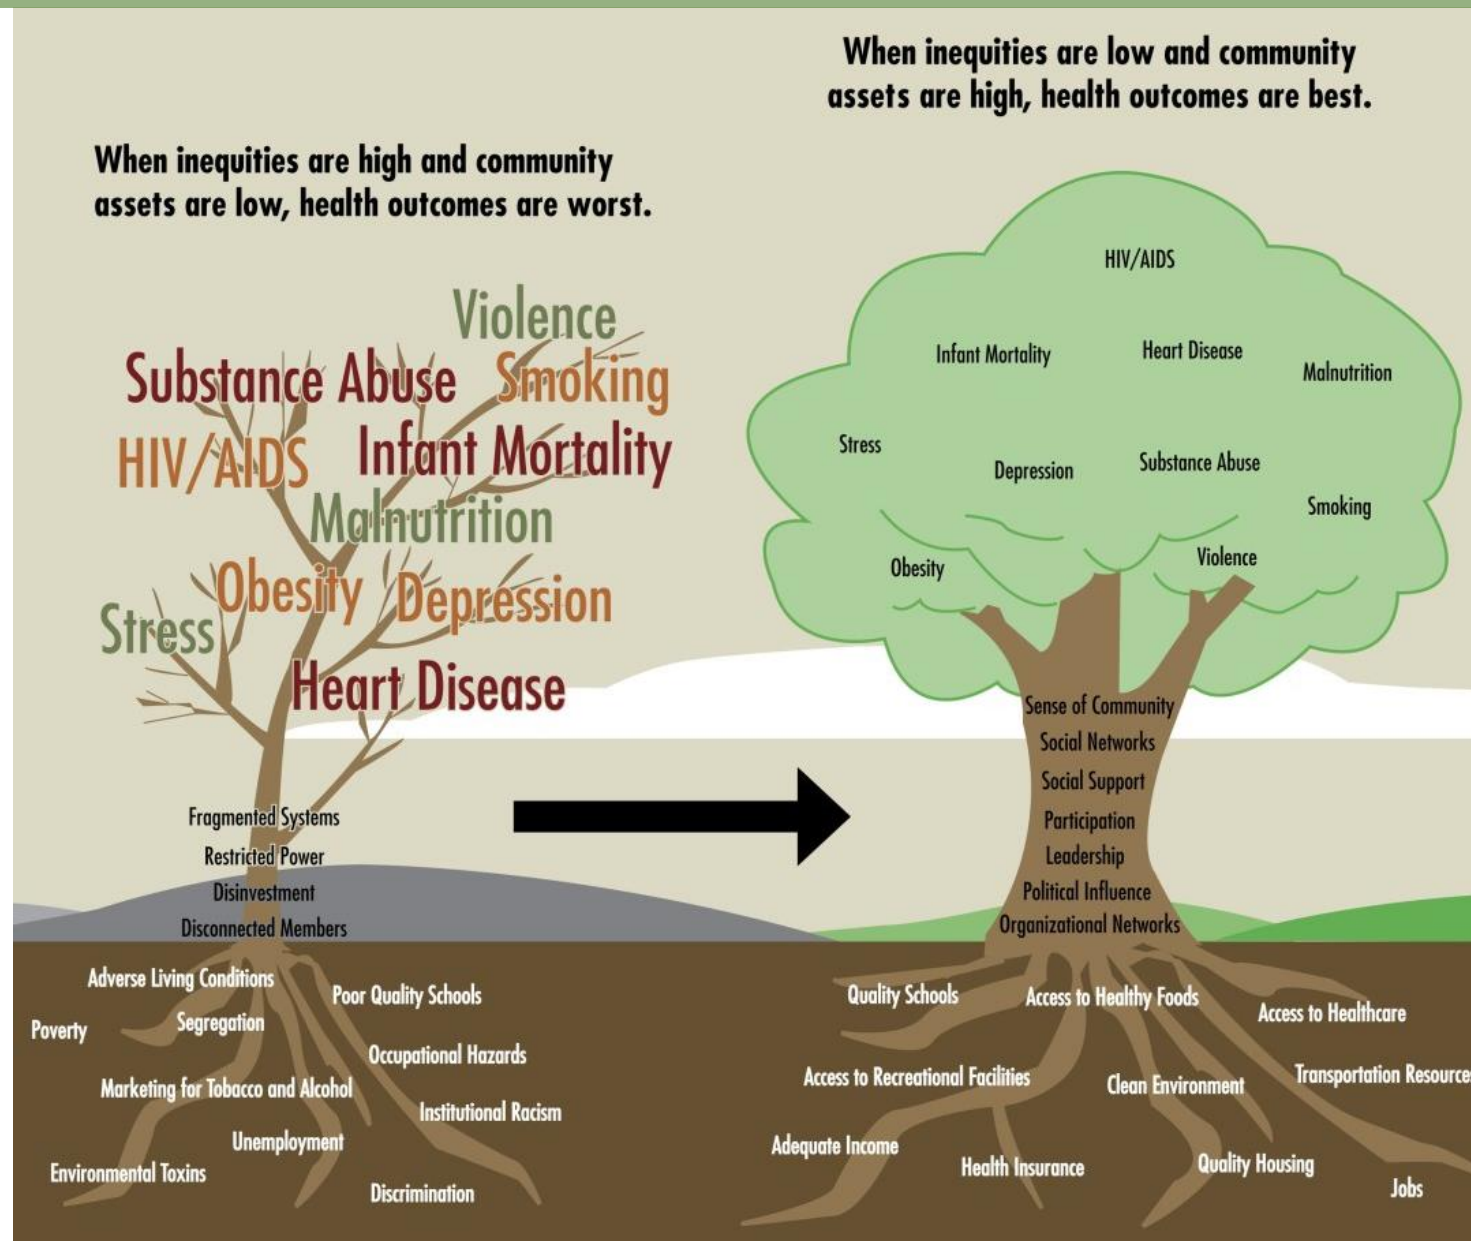 When inequities are high and community
assets are low, health outcomes are worst.
Violence
Substance Abuse
Smoking
HIV/AIDS
Infant Mortality
Malnutrition
Obesity
Depression
Stress
Heart Disease
Fragmented Systems
Restricted Power
Disinvestment
Disconnected Members
Adverse Living Conditions
Poor Quality Schools
Poverty
Segregation
Occupational Hazards
Marketing for Tobacco and Alcohol
Institutional Racism
Unemployment
Environmental Toxins
Discrimination
When inequities are low and community
assets are high, health outcomes are best.
HIV/AIDS
Infant Mortality
Heart Disease
Malnutrition
Stress
Depression
Substance Abuse
Smoking
Obesity
Violence
Sense of Community
Social Networks
Social Support
Participation
Leadership
Political Influence
Organizational Networks
Quality Schools
Access to Healthy Foods
Access to Healthcare
Access to Recreational Facilities
Clean Environment
Transportation Resources
Adequate Income
Health Insurance
Quality Housing
Jobs